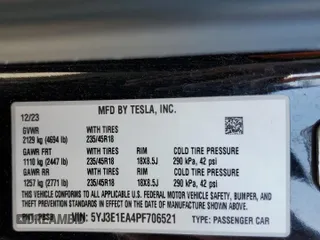 MFD BY TESLA, INC.
12/23
GVWR WITH TIRES
2129 kg (4694 lb) 235/45R18
GAWR FRT WITH TIRES RIM COLD TIRE PRESSURE
1110 kg (2447 lb) 235/45R18 18X8.5J 290 kPa, 42 psi
GAWR RR WITH TIRES RIM COLD TIRE PRESSURE
1257 kg (2771 lb) 235/45R18 18X8.5J 290 kPa, 42 psi
THIS VEHICLE CONFORMS TO ALL APPLICABLE U.S. FEDERAL MOTOR VEHICLE SAFETY, BUMPER, AND
THEFT PREVENTION STANDARDS IN EFFECT ON THE DATE OF MANUFACTURE SHOWN ABOVE.
VIN: 5YJ3E1EA4PF706521 TYPE: PASSENGER CAR